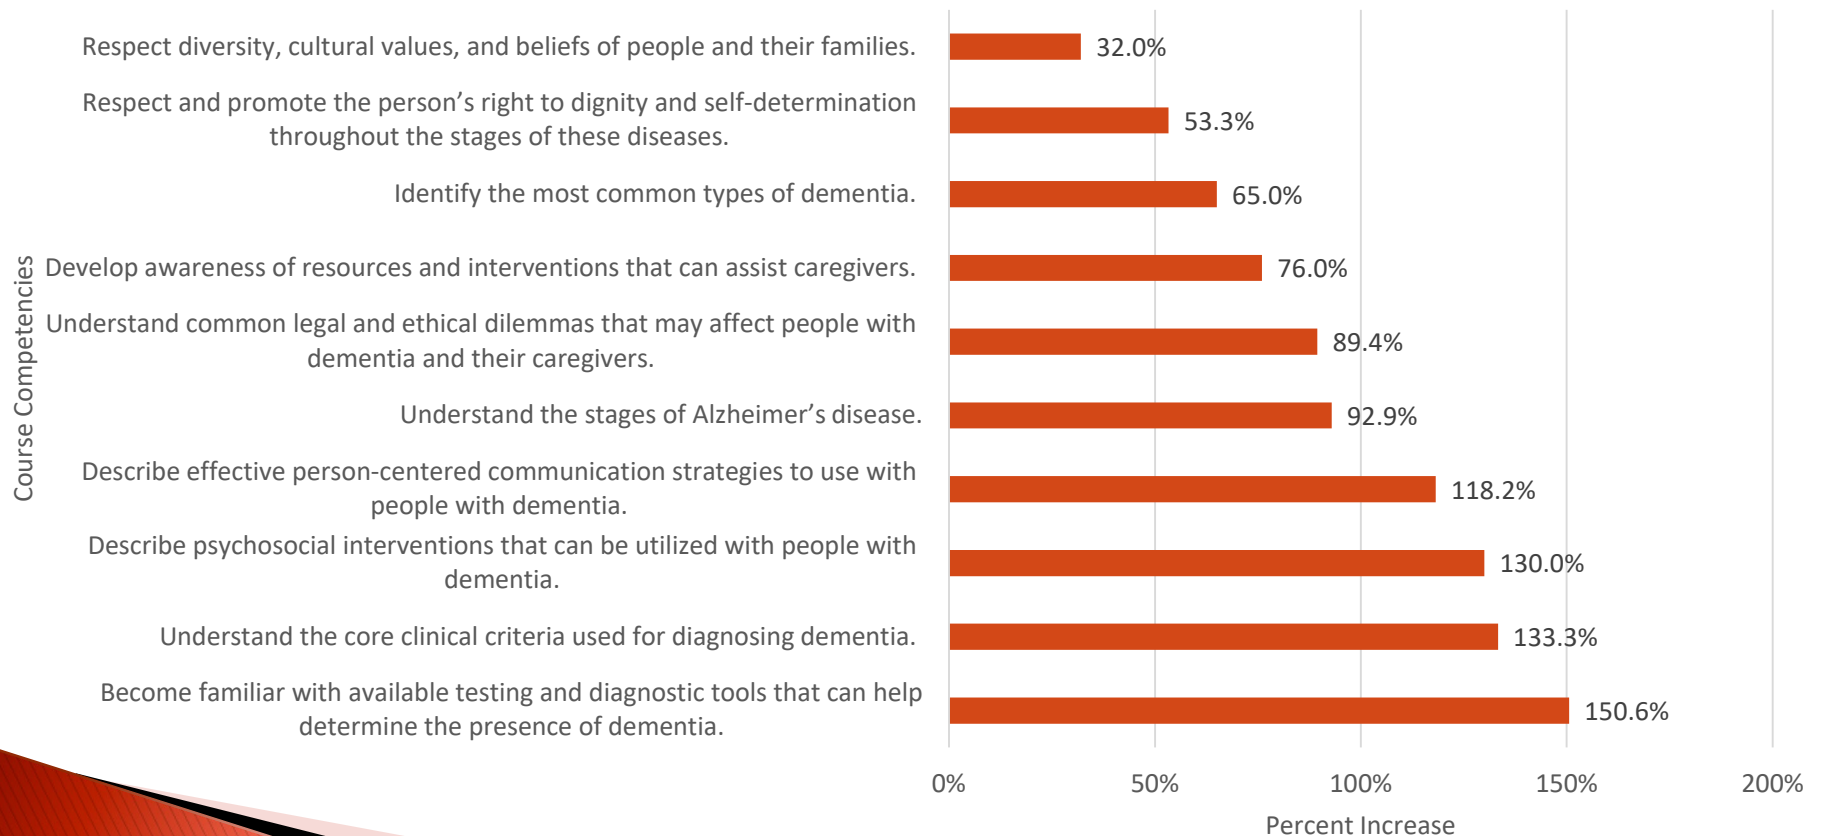 Respect diversity, cultural values, and beliefs of people and their families.
32.0%
Respect and promote the person’s right to dignity and self-determination
throughout the stages of these diseases.
53.3%
Identify the most common types of dementia.
65.0%
Develop awareness of resources and interventions that can assist caregivers.
76.0%
Understand common legal and ethical dilemmas that may affect people with
dementia and their caregivers.
89.4%
Understand the stages of Alzheimer’s disease.
92.9%
Describe effective person-centered communication strategies to use with
people with dementia.
118.2%
Describe psychosocial interventions that can be utilized with people with
dementia.
130.0%
Understand the core clinical criteria used for diagnosing dementia.
133.3%
Become familiar with available testing and diagnostic tools that can help
determine the presence of dementia.
150.6%
Course Competencies
0% 50% 100% 150% 200%
Percent Increase